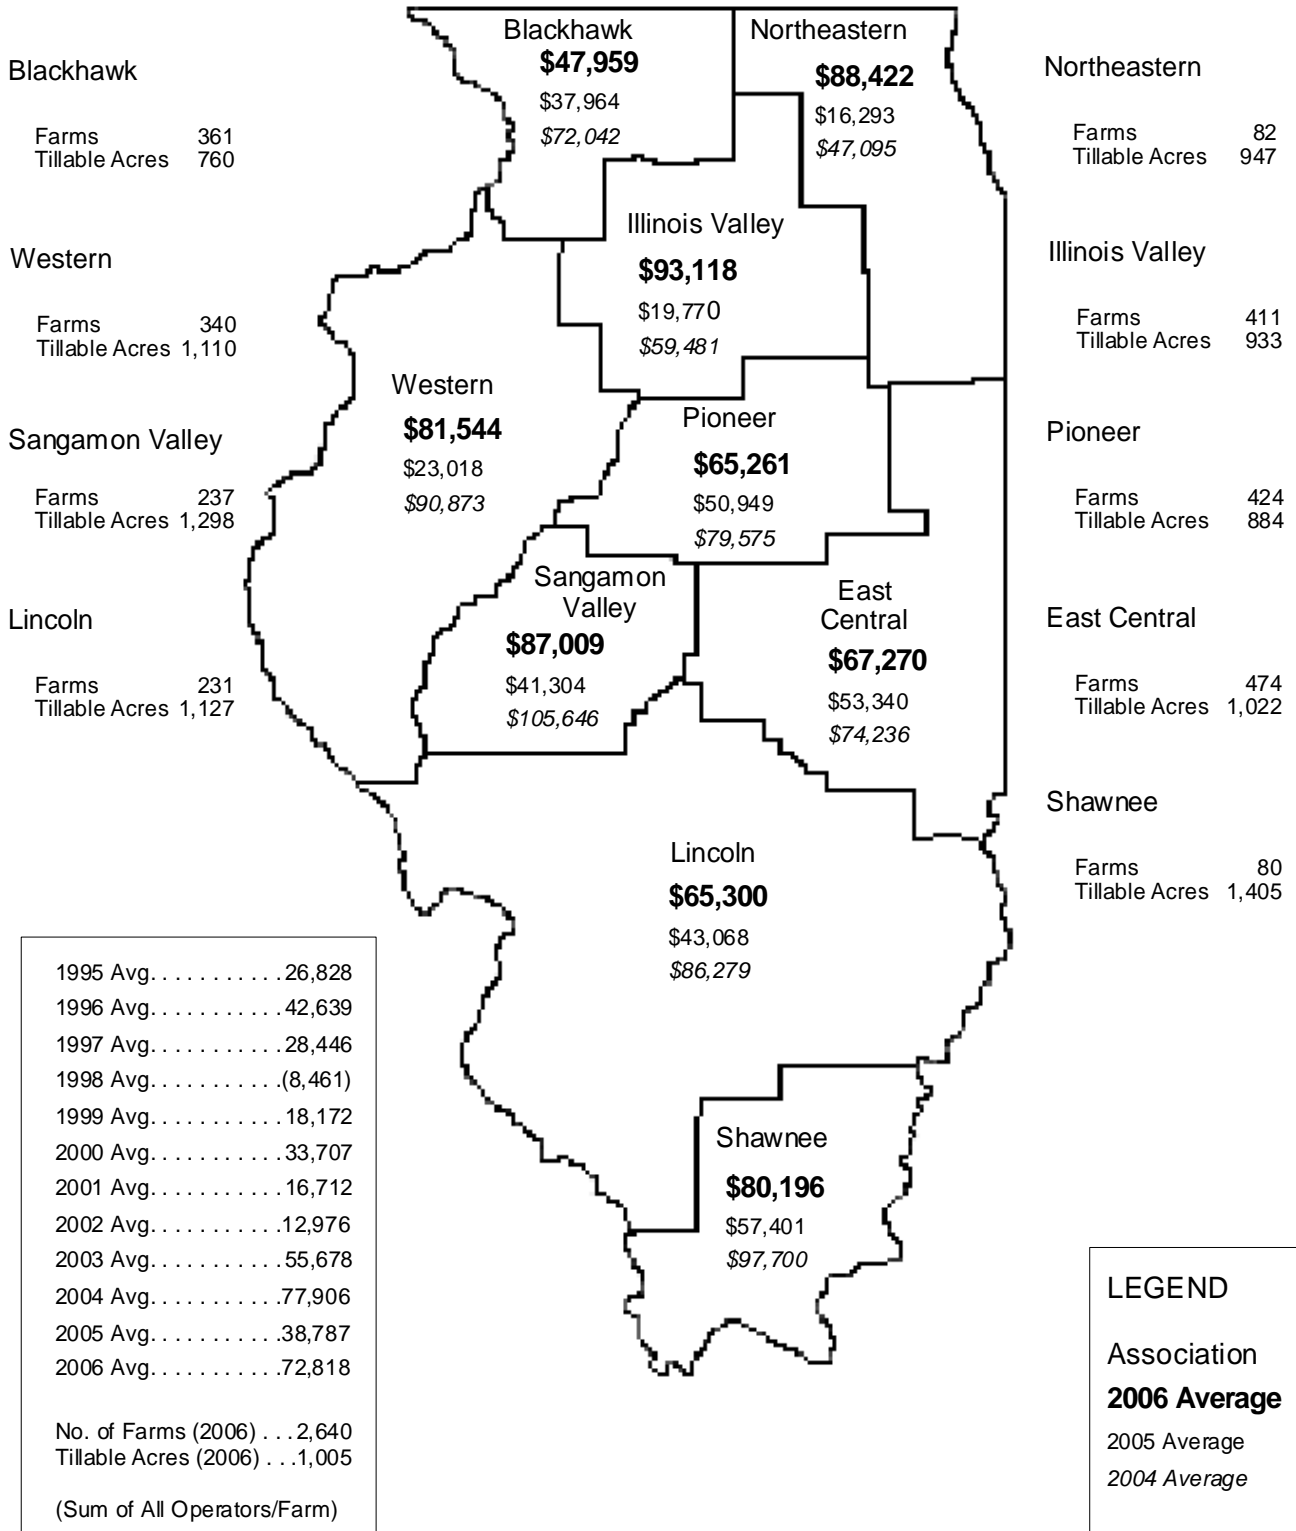 Blackhawk
Farms 361
Tillable Acres 760
Western
Farms 340
Tillable Acres 1,110
Sangamon Valley
Farms 237
Tillable Acres 1,298
Lincoln
Farms 231
Tillable Acres 1,127
Blackhawk
$47,959
$37,964
$72,042
Northeastern
$88,422
$16,293
$47,095
Illinois Valley
$93,118
$19,770
$59,481
Western
$81,544
$23,018
$90,873
Pioneer
$65,261
$50,949
$79,575
Sangamon
Valley
$87,009
$41,304
$105,646
East
Central
$67,270
$53,340
$74,236
Lincoln
$65,300
$43,068
$86,279
Shawnee
$80,196
$57,401
$97,700
Northeastern
Farms 82
Tillable Acres 947
Illinois Valley
Farms 411
Tillable Acres 933
Pioneer
Farms 424
Tillable Acres 884
East Central
Farms 474
Tillable Acres 1,022
Shawnee
Farms 80
Tillable Acres 1,405
1995 Avg. . . . . . . . . . . 26,828
1996 Avg. . . . . . . . . . . 42,639
1997 Avg. . . . . . . . . . . 28,446
1998 Avg. . . . . . . . . . . (8,461)
1999 Avg. . . . . . . . . . . 18,172
2000 Avg. . . . . . . . . . . 33,707
2001 Avg. . . . . . . . . . . 16,712
2002 Avg. . . . . . . . . . . 12,976
2003 Avg. . . . . . . . . . . 55,678
2004 Avg. . . . . . . . . . . 77,906
2005 Avg. . . . . . . . . . . 38,787
2006 Avg. . . . . . . . . . . 72,818
No. of Farms (2006) . . . 2,640
Tillable Acres (2006) . . . 1,005
(Sum of All Operators/Farm)
LEGEND
Association
2006 Average
2005 Average
2004 Average